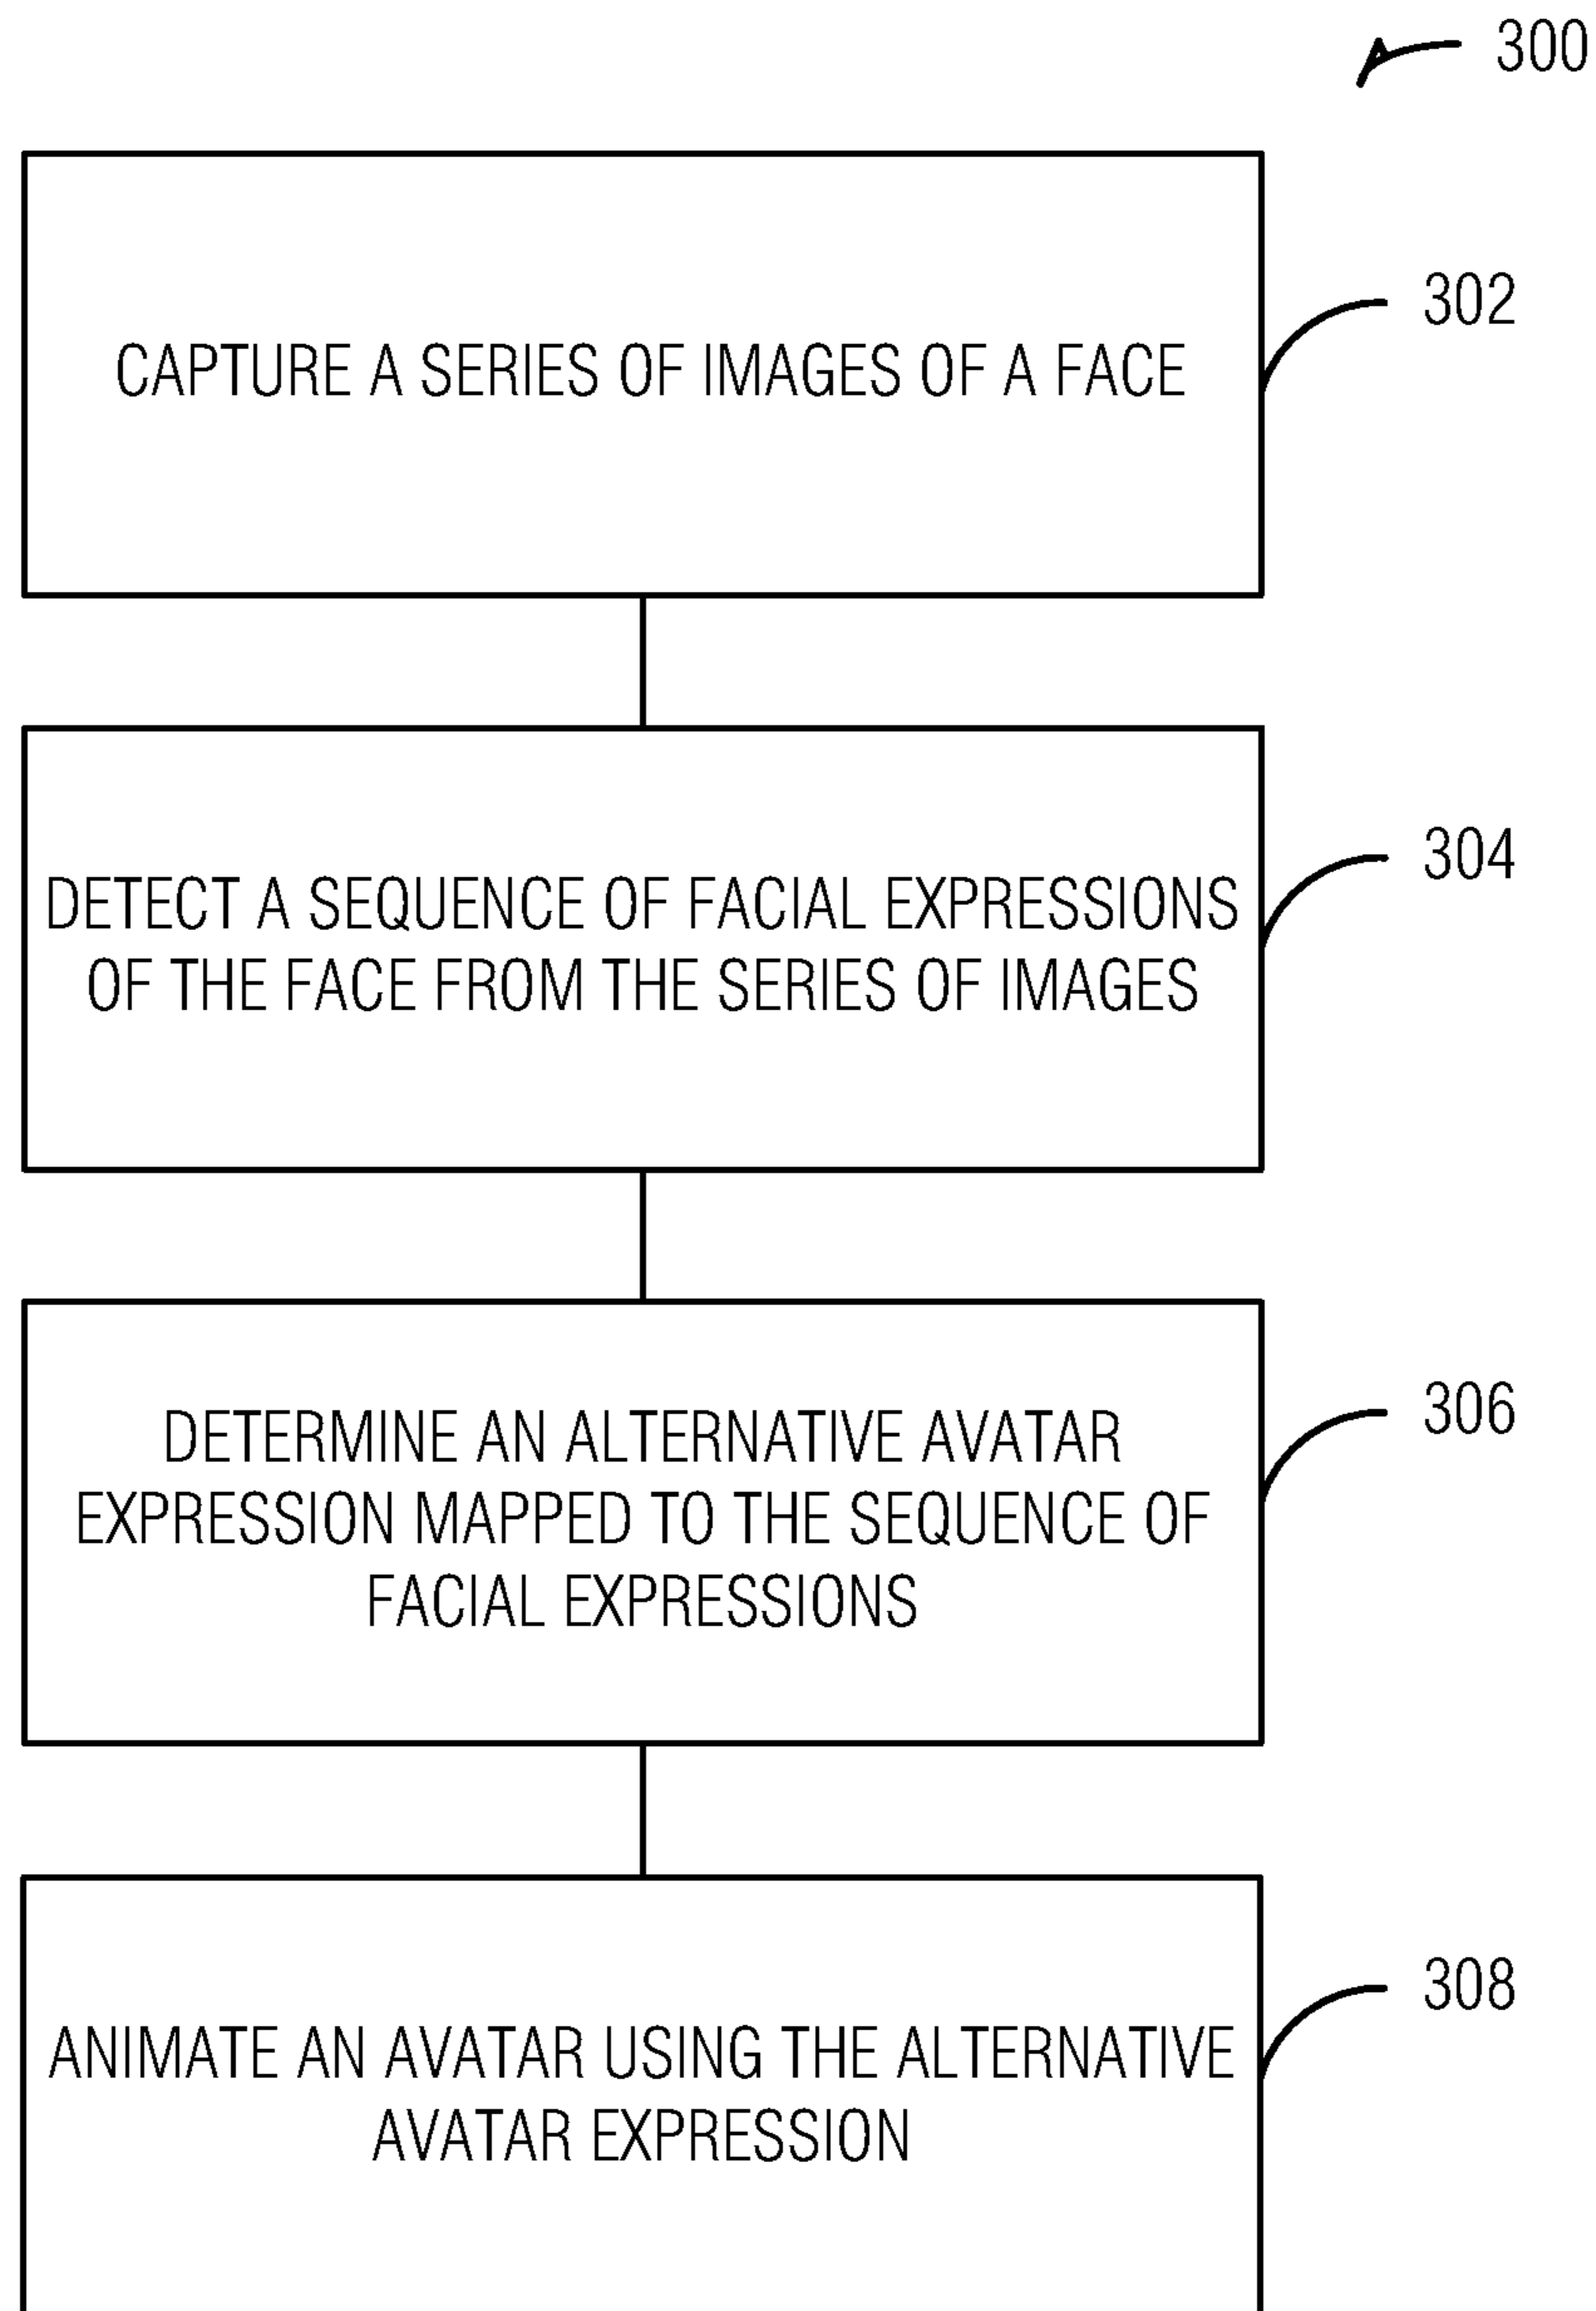 300
CAPTURE A SERIES OF IMAGES OF A FACE
302
DETECT A SEQUENCE OF FACIAL EXPRESSIONS
OF THE FACE FROM THE SERIES OF IMAGES
304
DETERMINE AN ALTERNATIVE AVATAR
EXPRESSION MAPPED TO THE SEQUENCE OF
FACIAL EXPRESSIONS
306
ANIMATE AN AVATAR USING THE ALTERNATIVE
AVATAR EXPRESSION
308